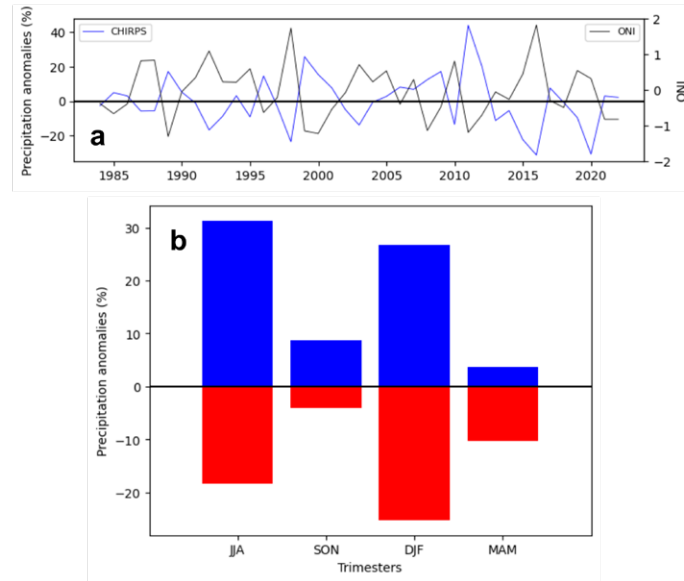 Precipitation anomalies (%)
40
20
0
−20
CHIRPS
ONI
2
1
0
−1
−2
ONI
a
1985 1990 1995 2000 2005 2010 2015 2020
b
Precipitation anomalies (%)
30
20
10
0
−10
−20
JJA SON DJF MAM
Trimesters